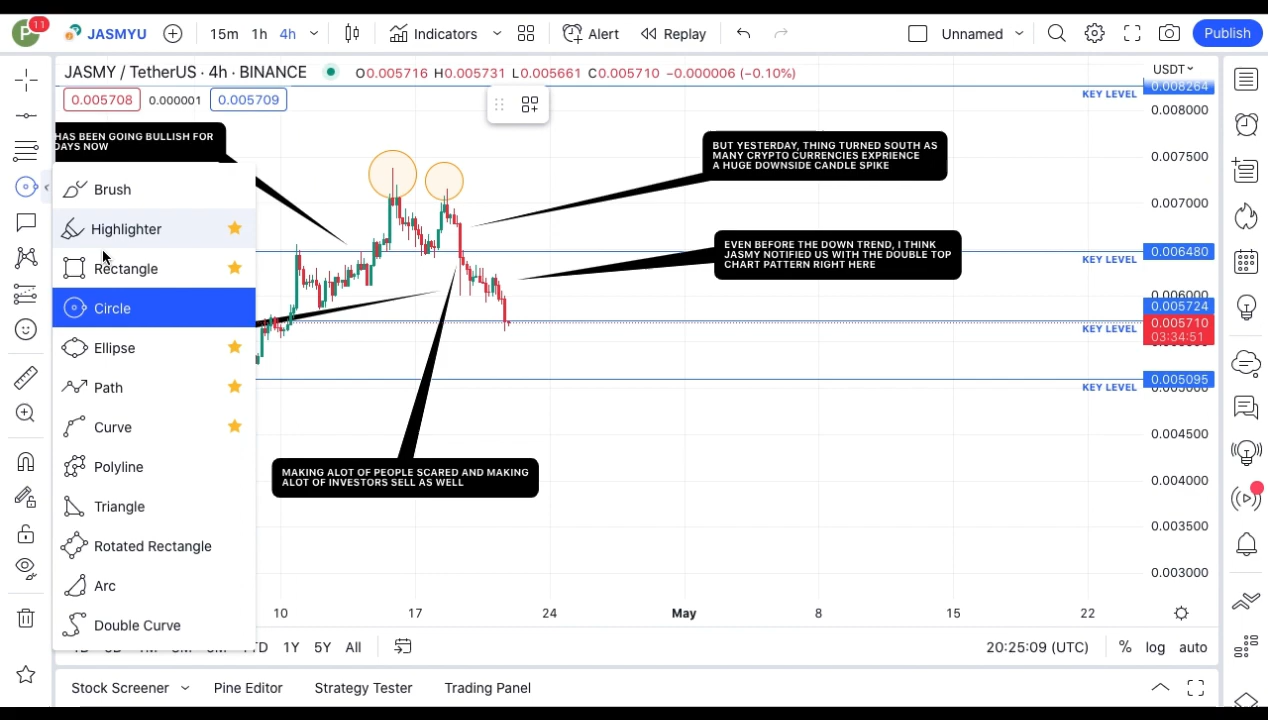 P
11
JASMYU
15m
1h
4h
Indicators
Alert
Replay
Unnamed
Publish
JASMY / TetherUS · 4h · BINANCE
O0.005716 H0.005731 L0.005661 C0.005710 −0.000006 (−0.10%)
USDT
0.005708
0.000001
0.005709
0.008264
KEY LEVEL
0.008000
HAS BEEN GOING BULLISH FOR
DAYS NOW
BUT YESTERDAY, THING TURNED SOUTH AS
MANY CRYPTO CURRENCIES EXPRIENCE
A HUGE DOWNSIDE CANDLE SPIKE
0.007500
0.007000
EVEN BEFORE THE DOWN TREND, I THINK
JASMY NOTIFIED US WITH THE DOUBLE TOP
CHART PATTERN RIGHT HERE
0.006480
KEY LEVEL
0.006000
0.005724
0.005710
03:34:51
KEY LEVEL
0.005095
KEY LEVEL
0.005000
0.004500
MAKING ALOT OF PEOPLE SCARED AND MAKING
ALOT OF INVESTORS SELL AS WELL
0.004000
0.003500
0.003000
Brush
Highlighter
Rectangle
Circle
Ellipse
Path
Curve
Polyline
Triangle
Rotated Rectangle
Arc
Double Curve
10
17
24
May
8
15
22
1Y
5Y
All
20:25:09 (UTC)
%
log
auto
Stock Screener
Pine Editor
Strategy Tester
Trading Panel